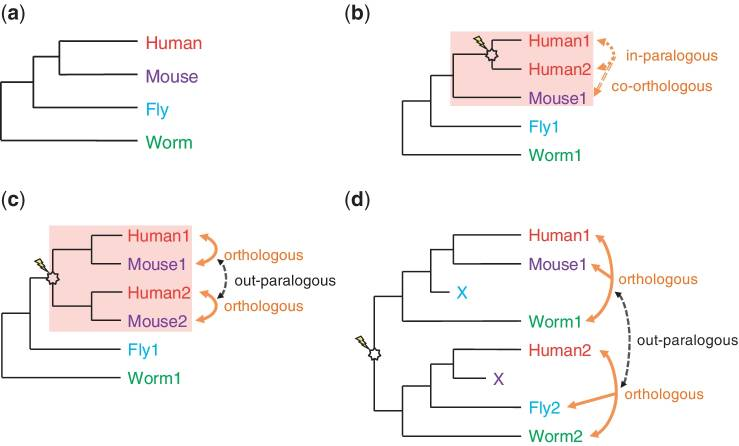 (a)
Human
Mouse
Fly
Worm
(b)
Human1
Human2
Mouse1
Fly1
Worm1
in-paralogous
co-orthologous
(c)
Human1
Mouse1
Human2
Mouse2
Fly1
Worm1
orthologous
out-paralogous
orthologous
(d)
Human1
Mouse1
X
Worm1
Human2
X
Fly2
Worm2
orthologous
out-paralogous
orthologous